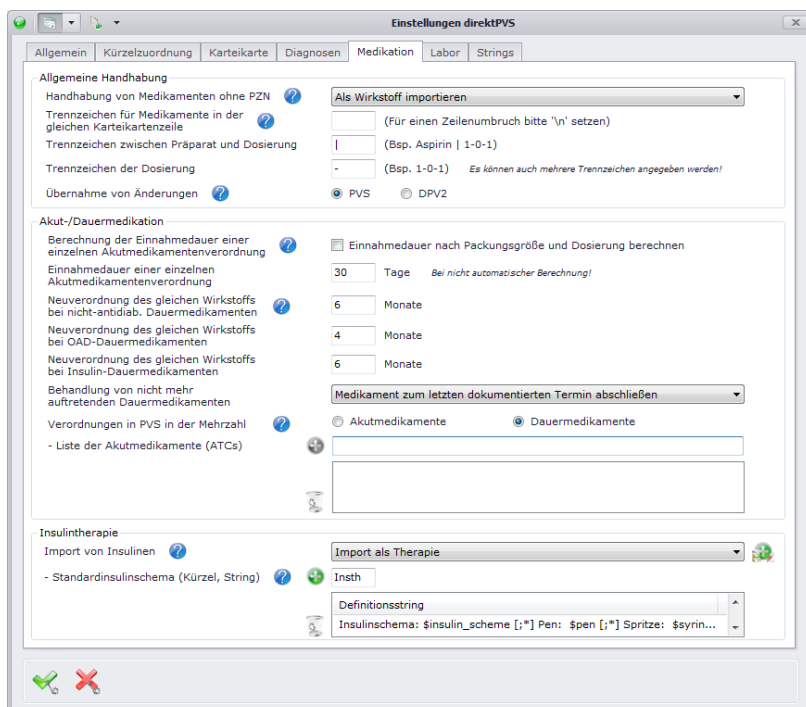 Einstellungen direktPVS
Allgemein Kürzelzuordnung Karteikarte Diagnosen Medikation Labor Strings
Allgemeine Handhabung
Handhabung von Medikamenten ohne PZN ? Als Wirkstoff importieren
Trennzeichen für Medikamente in der
gleichen Karteikartenzeile ? (Für einen Zeilenumbruch bitte '\n' setzen)
Trennzeichen zwischen Präparat und Dosierung | (Bsp. Aspirin | 1-0-1)
Trennzeichen der Dosierung - (Bsp. 1-0-1) Es können auch mehrere Trennzeichen angegeben werden!
Übernahme von Änderungen ? PVS DPV2
Akut-/Dauermedikation
Berechnung der Einnahmedauer einer
einzelnen Akutmedikamentenverordnung ? Einnahmedauer nach Packungsgröße und Dosierung berechnen
Einnahmedauer einer einzelnen
Akutmedikamentenverordnung 30 Tage Bei nicht automatischer Berechnung!
Neuverordnung des gleichen Wirkstoffs
bei nicht-antidiab. Dauermedikamenten ? 6 Monate
Neuverordnung des gleichen Wirkstoffs
bei OAD-Dauermedikamenten 4 Monate
Neuverordnung des gleichen Wirkstoffs
bei Insulin-Dauermedikamenten 6 Monate
Behandlung von nicht mehr
auftretenden Dauermedikamenten Medikament zum letzten dokumentierten Termin abschließen
Verordnungen in PVS in der Mehrzahl ? Akutmedikamente Dauermedikamente
- Liste der Akutmedikamente (ATCs)
Insulintherapie
Import von Insulinen ? Import als Therapie
- Standardinsulinschema (Kürzel, String) ? Insth
Definitionsstring
Insulinschema: $insulin_scheme [;*] Pen: $pen [;*] Spritze: $syrin...